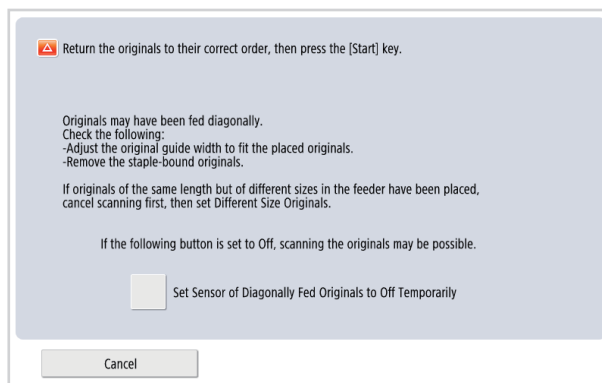 Return the originals to their correct order, then press the [Start] key.
Originals may have been fed diagonally.
Check the following:
-Adjust the original guide width to fit the placed originals.
-Remove the staple-bound originals.
If originals of the same length but of different sizes in the feeder have been placed,
cancel scanning first, then set Different Size Originals.
If the following button is set to Off, scanning the originals may be possible.
Set Sensor of Diagonally Fed Originals to Off Temporarily
Cancel